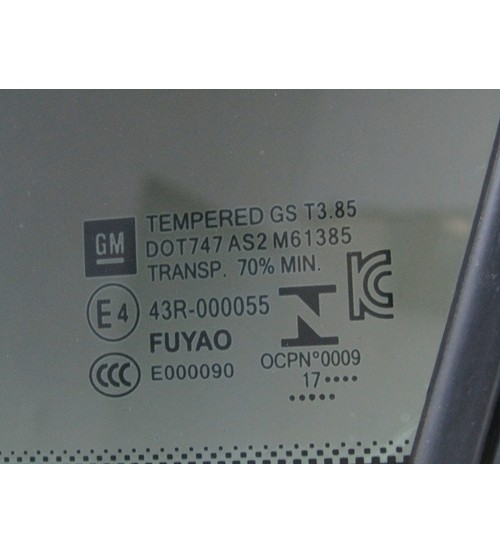 GM
TEMPERED GS T3.85
DOT747 AS2 M61385
TRANSP. 70% MIN.
E4 43R-000055
FUYAO
CCC E000090
KC
N
OCPN°0009
17••••
•••••